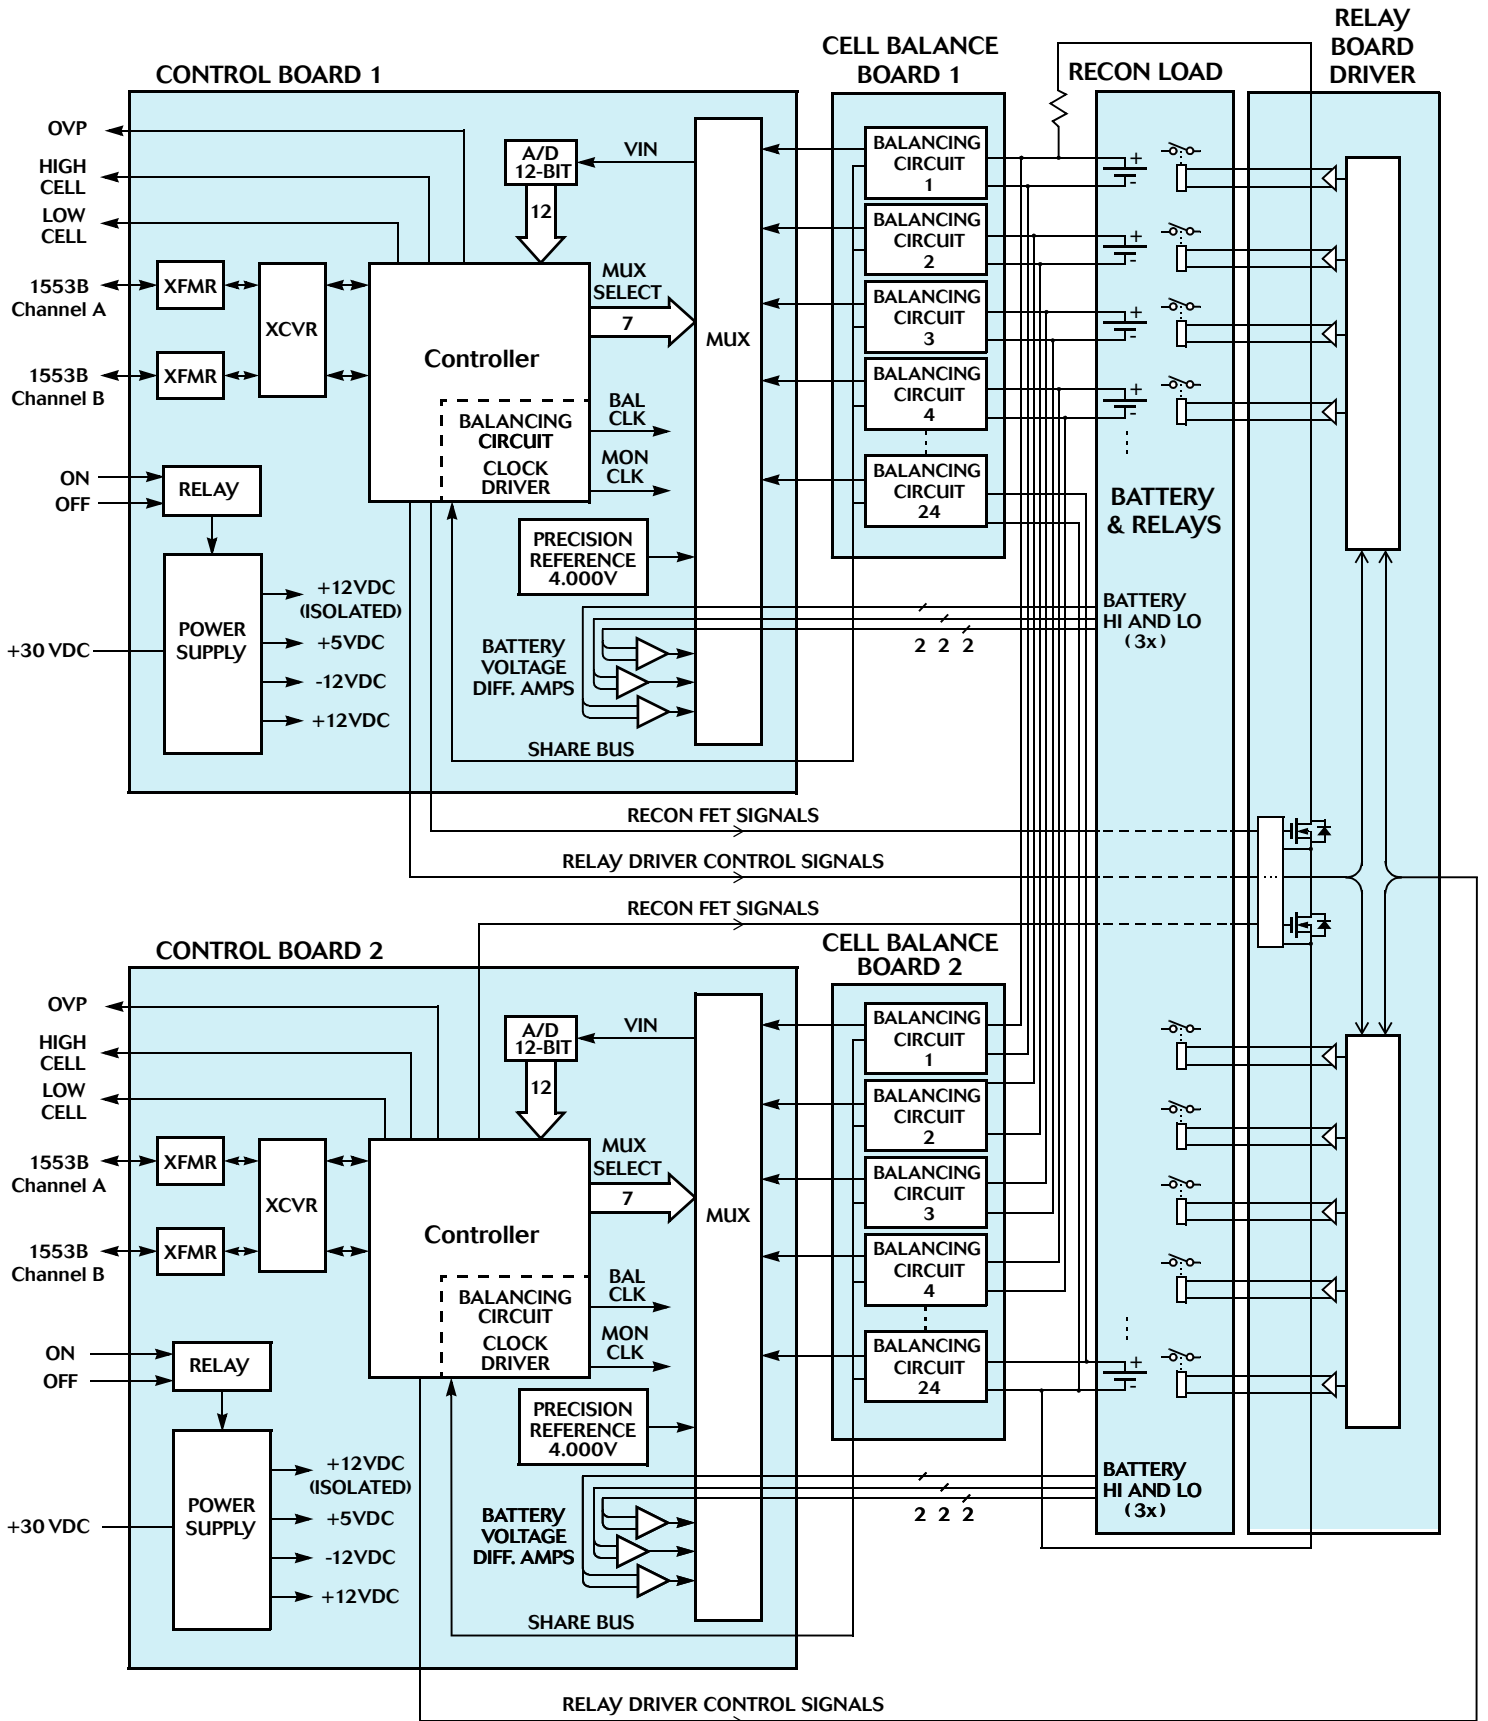 RELAY
BOARD
DRIVER
CELL BALANCE
BOARD 1
RECON LOAD
CONTROL BOARD 1
OVP
HIGH
CELL
LOW
CELL
1553B
Channel A
1553B
Channel B
XFMR
XFMR
XCVR
A/D
12-BIT
VIN
12
Controller
MUX
SELECT
7
MUX
BALANCING
CIRCUIT
CLOCK
DRIVER
BAL
CLK
MON
CLK
ON
OFF
RELAY
PRECISION
REFERENCE
4.000V
POWER
SUPPLY
+30 VDC
+12VDC
(ISOLATED)
+5VDC
-12VDC
+12VDC
BATTERY
VOLTAGE
DIFF. AMPS
SHARE BUS
BALANCING
CIRCUIT
1
BALANCING
CIRCUIT
2
BALANCING
CIRCUIT
3
BALANCING
CIRCUIT
4
BALANCING
CIRCUIT
24
+
-
+
-
+
-
+
-
BATTERY
& RELAYS
BATTERY
HI AND LO
(3x)
2 2 2
RECON FET SIGNALS
RELAY DRIVER CONTROL SIGNALS
RECON FET SIGNALS
CELL BALANCE
BOARD 2
CONTROL BOARD 2
OVP
HIGH
CELL
LOW
CELL
1553B
Channel A
1553B
Channel B
XFMR
XFMR
XCVR
A/D
12-BIT
VIN
12
Controller
MUX
SELECT
7
MUX
BALANCING
CIRCUIT
CLOCK
DRIVER
BAL
CLK
MON
CLK
ON
OFF
RELAY
PRECISION
REFERENCE
4.000V
POWER
SUPPLY
+30 VDC
+12VDC
(ISOLATED)
+5VDC
-12VDC
+12VDC
BATTERY
VOLTAGE
DIFF. AMPS
SHARE BUS
BALANCING
CIRCUIT
1
BALANCING
CIRCUIT
2
BALANCING
CIRCUIT
3
BALANCING
CIRCUIT
4
BALANCING
CIRCUIT
24
+
-
BATTERY
HI AND LO
(3x)
2 2 2
RELAY DRIVER CONTROL SIGNALS